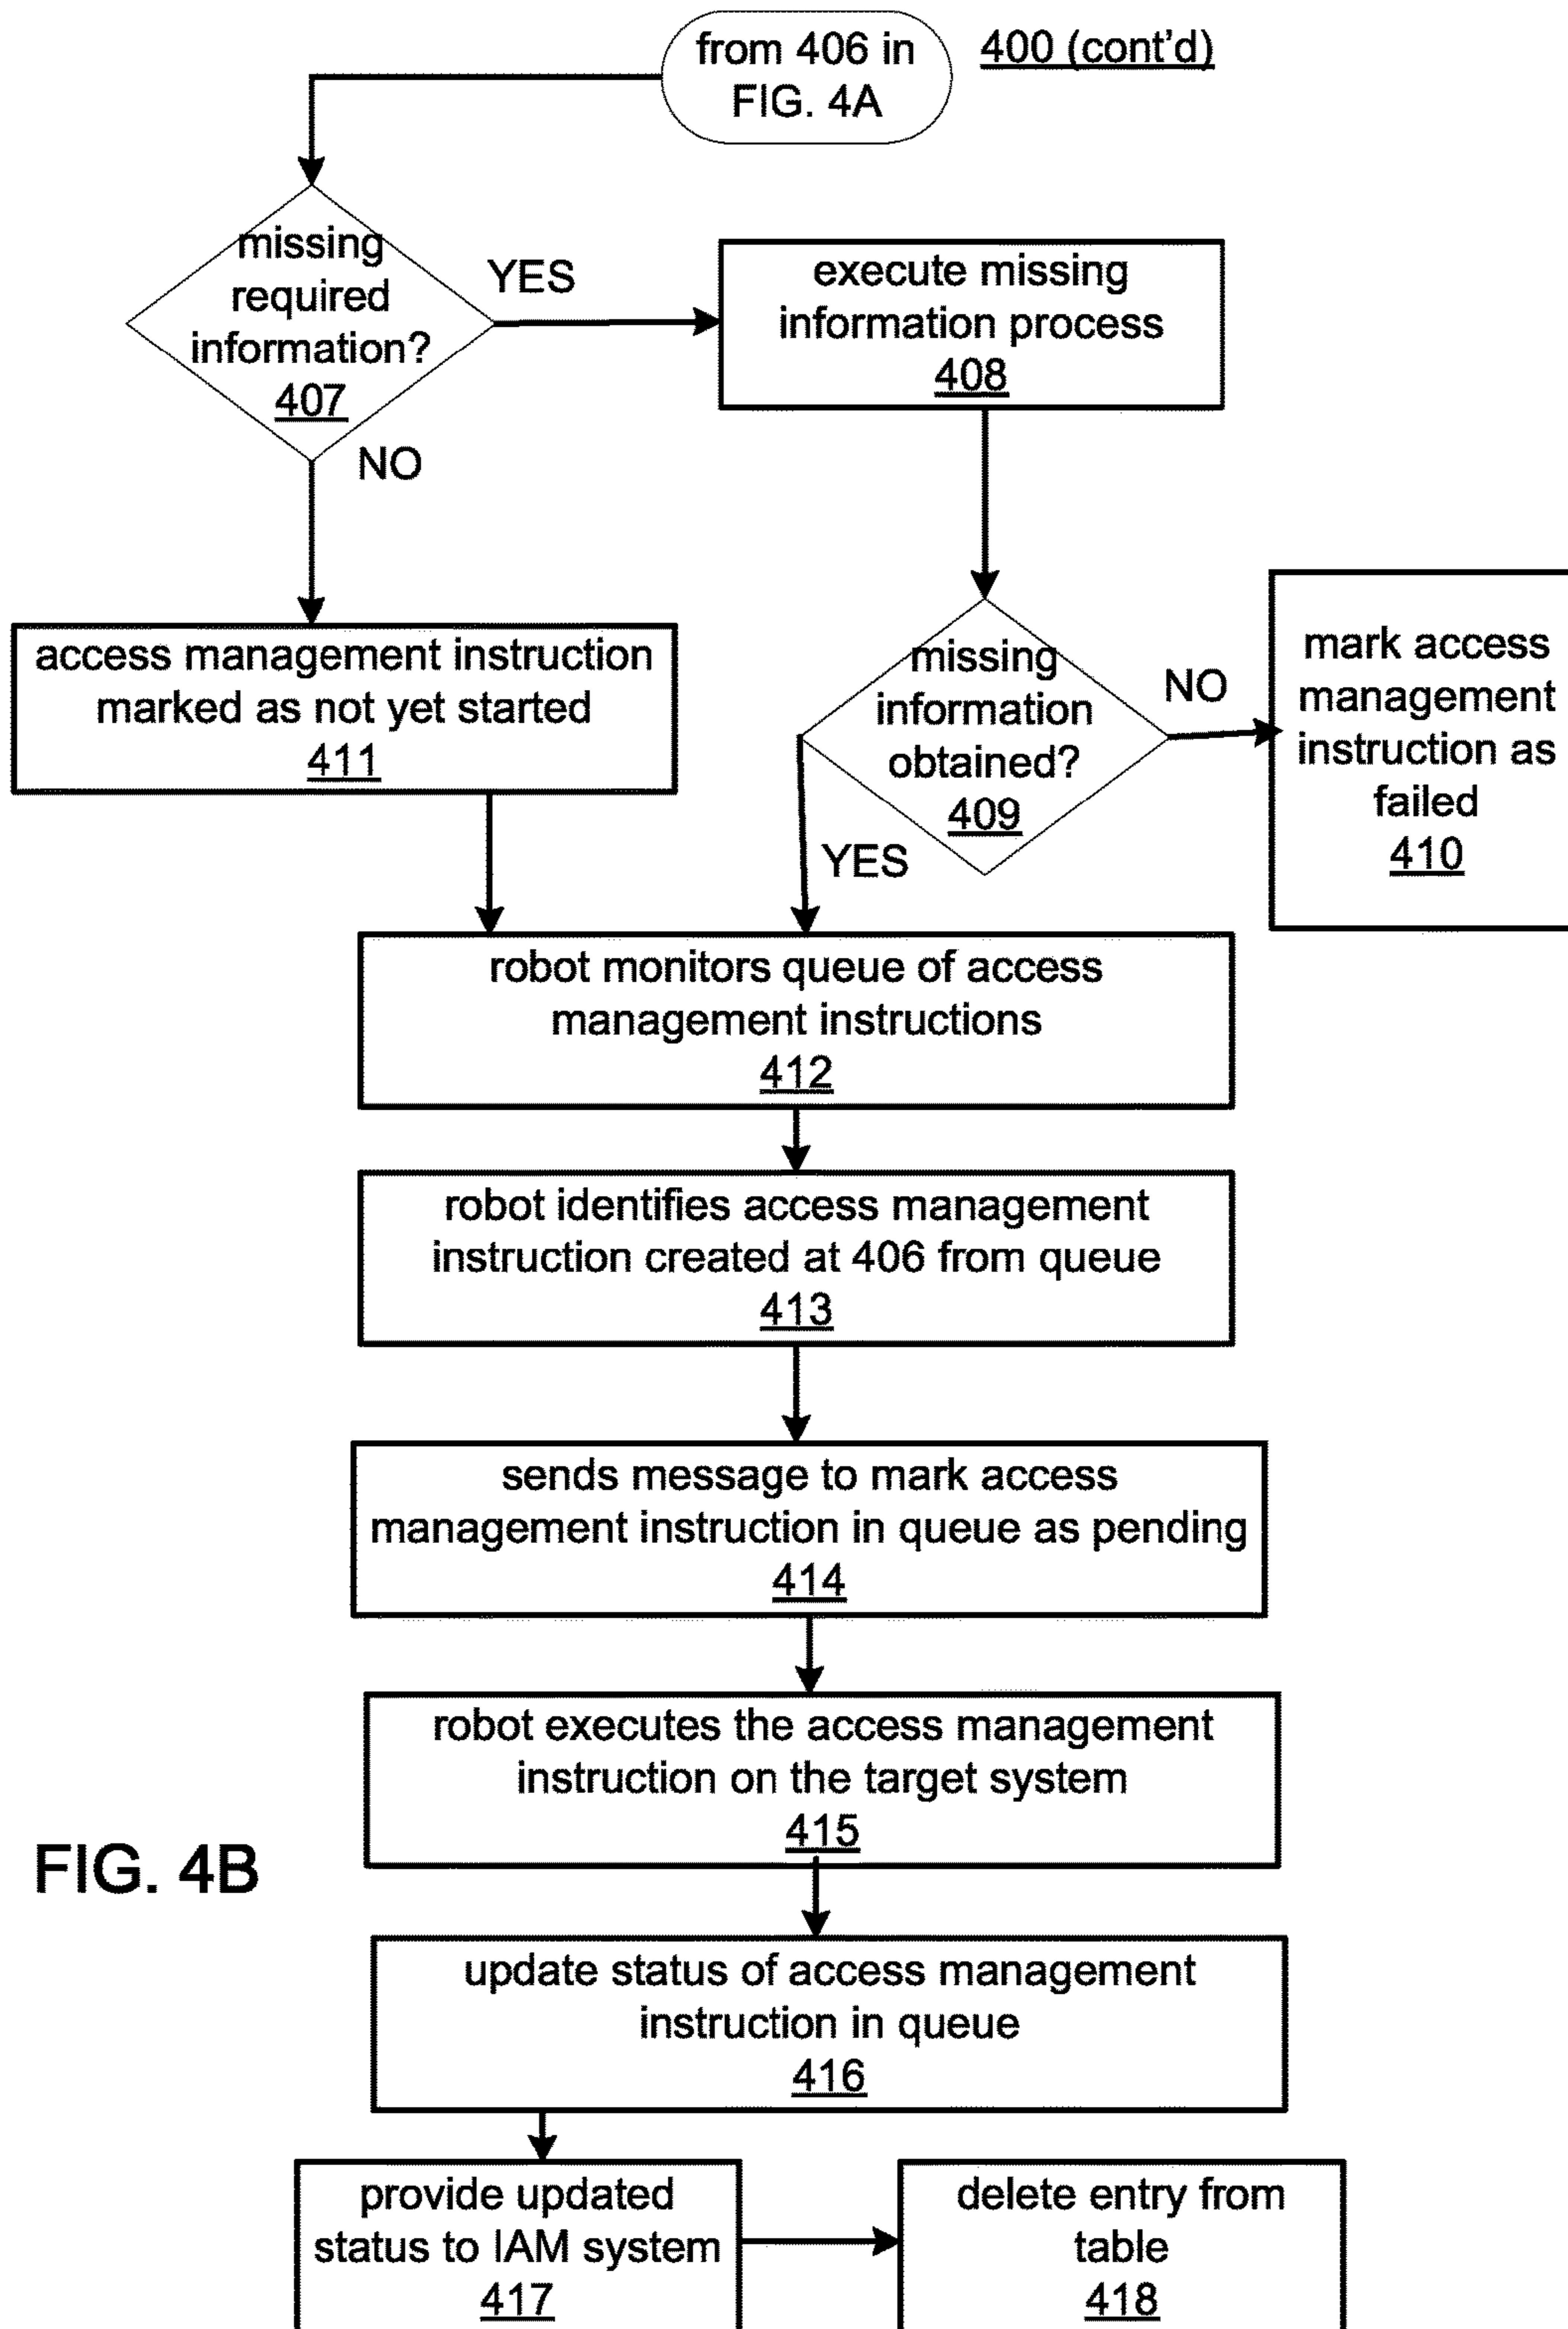 from 406 in
FIG. 4A
400 (cont'd)
missing
required
information?
407
YES
NO
execute missing
information process
408
access management instruction
marked as not yet started
411
missing
information
obtained?
409
NO
YES
mark access
management
instruction as
failed
410
robot monitors queue of access
management instructions
412
robot identifies access management
instruction created at 406 from queue
413
sends message to mark access
management instruction in queue as pending
414
robot executes the access management
instruction on the target system
415
FIG. 4B
update status of access management
instruction in queue
416
provide updated
status to IAM system
417
delete entry from
table
418